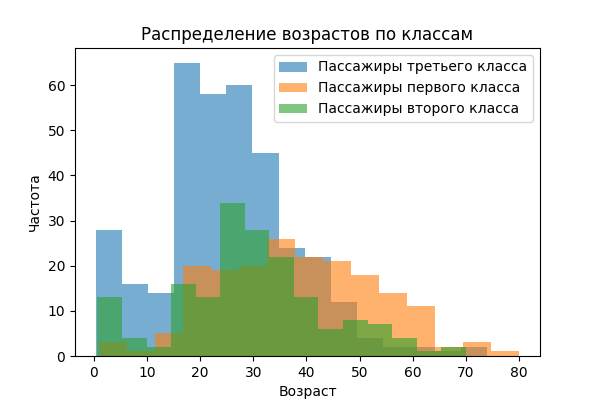 Распределение возрастов по классам
Пассажиры третьего класса
Пассажиры первого класса
Пассажиры второго класса
Частота
60
50
40
30
20
10
0
0 10 20 30 40 50 60 70 80
Возраст